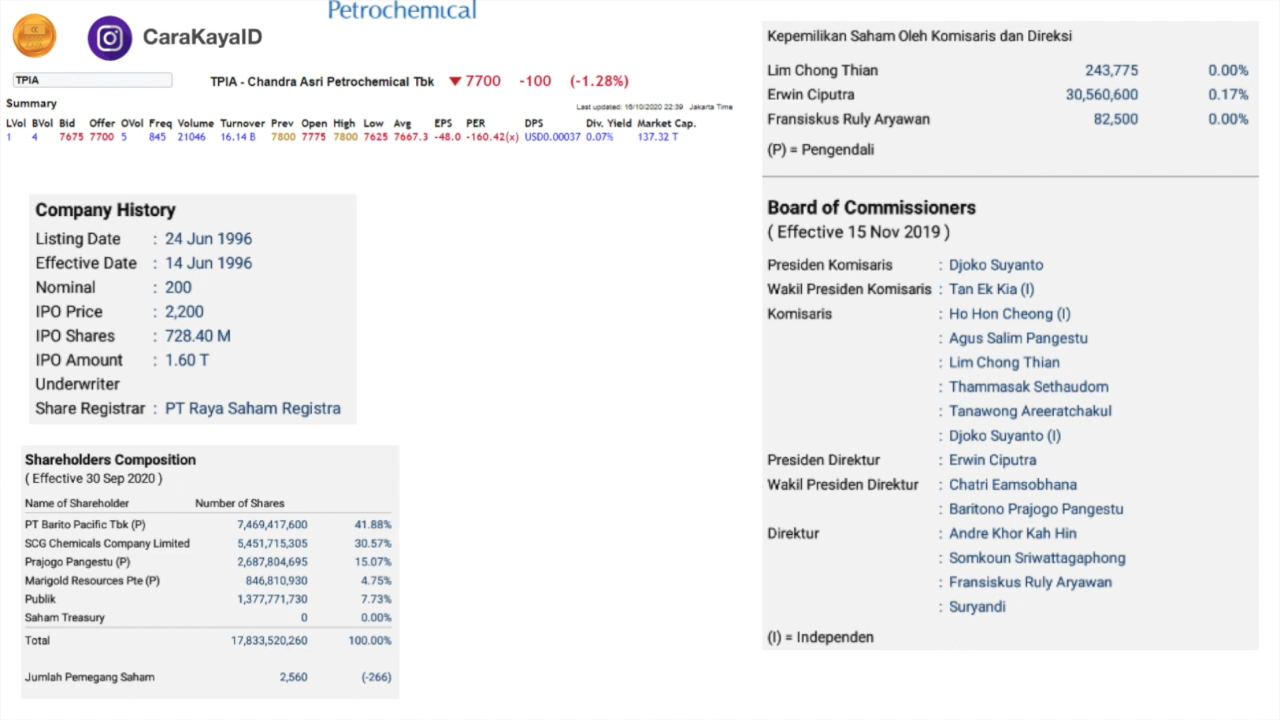 Petrochemical
CaraKayaID
TPIA
TPIA - Chandra Asri Petrochemical Tbk ▼ 7700 -100 (-1.28%)
Summary
Last updated: 16/10/2020 22:39 Jakarta Time
LVol BVol Bid Offer OVol Freq Volume Turnover Prev Open High Low Avg EPS PER DPS Div. Yield Market Cap.
1 4 7675 7700 5 845 21046 16.14 B 7800 7775 7800 7625 7667.3 -48.0 -160.42(x) USD0.00037 0.07% 137.32 T
Company History
Listing Date : 24 Jun 1996
Effective Date : 14 Jun 1996
Nominal : 200
IPO Price : 2,200
IPO Shares : 728.40 M
IPO Amount : 1.60 T
Underwriter
Share Registrar : PT Raya Saham Registra
Shareholders Composition
( Effective 30 Sep 2020 )
Name of Shareholder Number of Shares
PT Barito Pacific Tbk (P) 7,469,417,600 41.88%
SCG Chemicals Company Limited 5,451,715,305 30.57%
Prajogo Pangestu (P) 2,687,804,695 15.07%
Marigold Resources Pte (P) 846,810,930 4.75%
Publik 1,377,771,730 7.73%
Saham Treasury 0 0.00%
Total 17,833,520,260 100.00%
Jumlah Pemegang Saham 2,560 (-266)
Kepemilikan Saham Oleh Komisaris dan Direksi
Lim Chong Thian 243,775 0.00%
Erwin Ciputra 30,560,600 0.17%
Fransiskus Ruly Aryawan 82,500 0.00%
(P) = Pengendali
Board of Commissioners
( Effective 15 Nov 2019 )
Presiden Komisaris : Djoko Suyanto
Wakil Presiden Komisaris : Tan Ek Kia (I)
Komisaris : Ho Hon Cheong (I)
: Agus Salim Pangestu
: Lim Chong Thian
: Thammasak Sethaudom
: Tanawong Areeratchakul
: Djoko Suyanto (I)
Presiden Direktur : Erwin Ciputra
Wakil Presiden Direktur : Chatri Eamsobhana
: Baritono Prajogo Pangestu
Direktur : Andre Khor Kah Hin
: Somkoun Sriwattagaphong
: Fransiskus Ruly Aryawan
: Suryandi
(I) = Independen